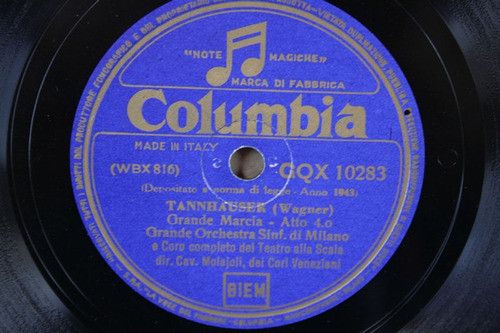 "NOTE MAGICHE"
MARCA DI FABBRICA
Columbia
MADE IN ITALY
(WBX 816) GQX 10283
(Depositato a norma di legge - Anno 1943)
TANNHÄUSER (Wagner)
Grande Marcia - Atto 4.o
Grande Orchestra Sinf. di Milano
e Coro completo del Teatro alla Scala
dir. Cav. Molajoli, dei Cori Veneziani
BIEM